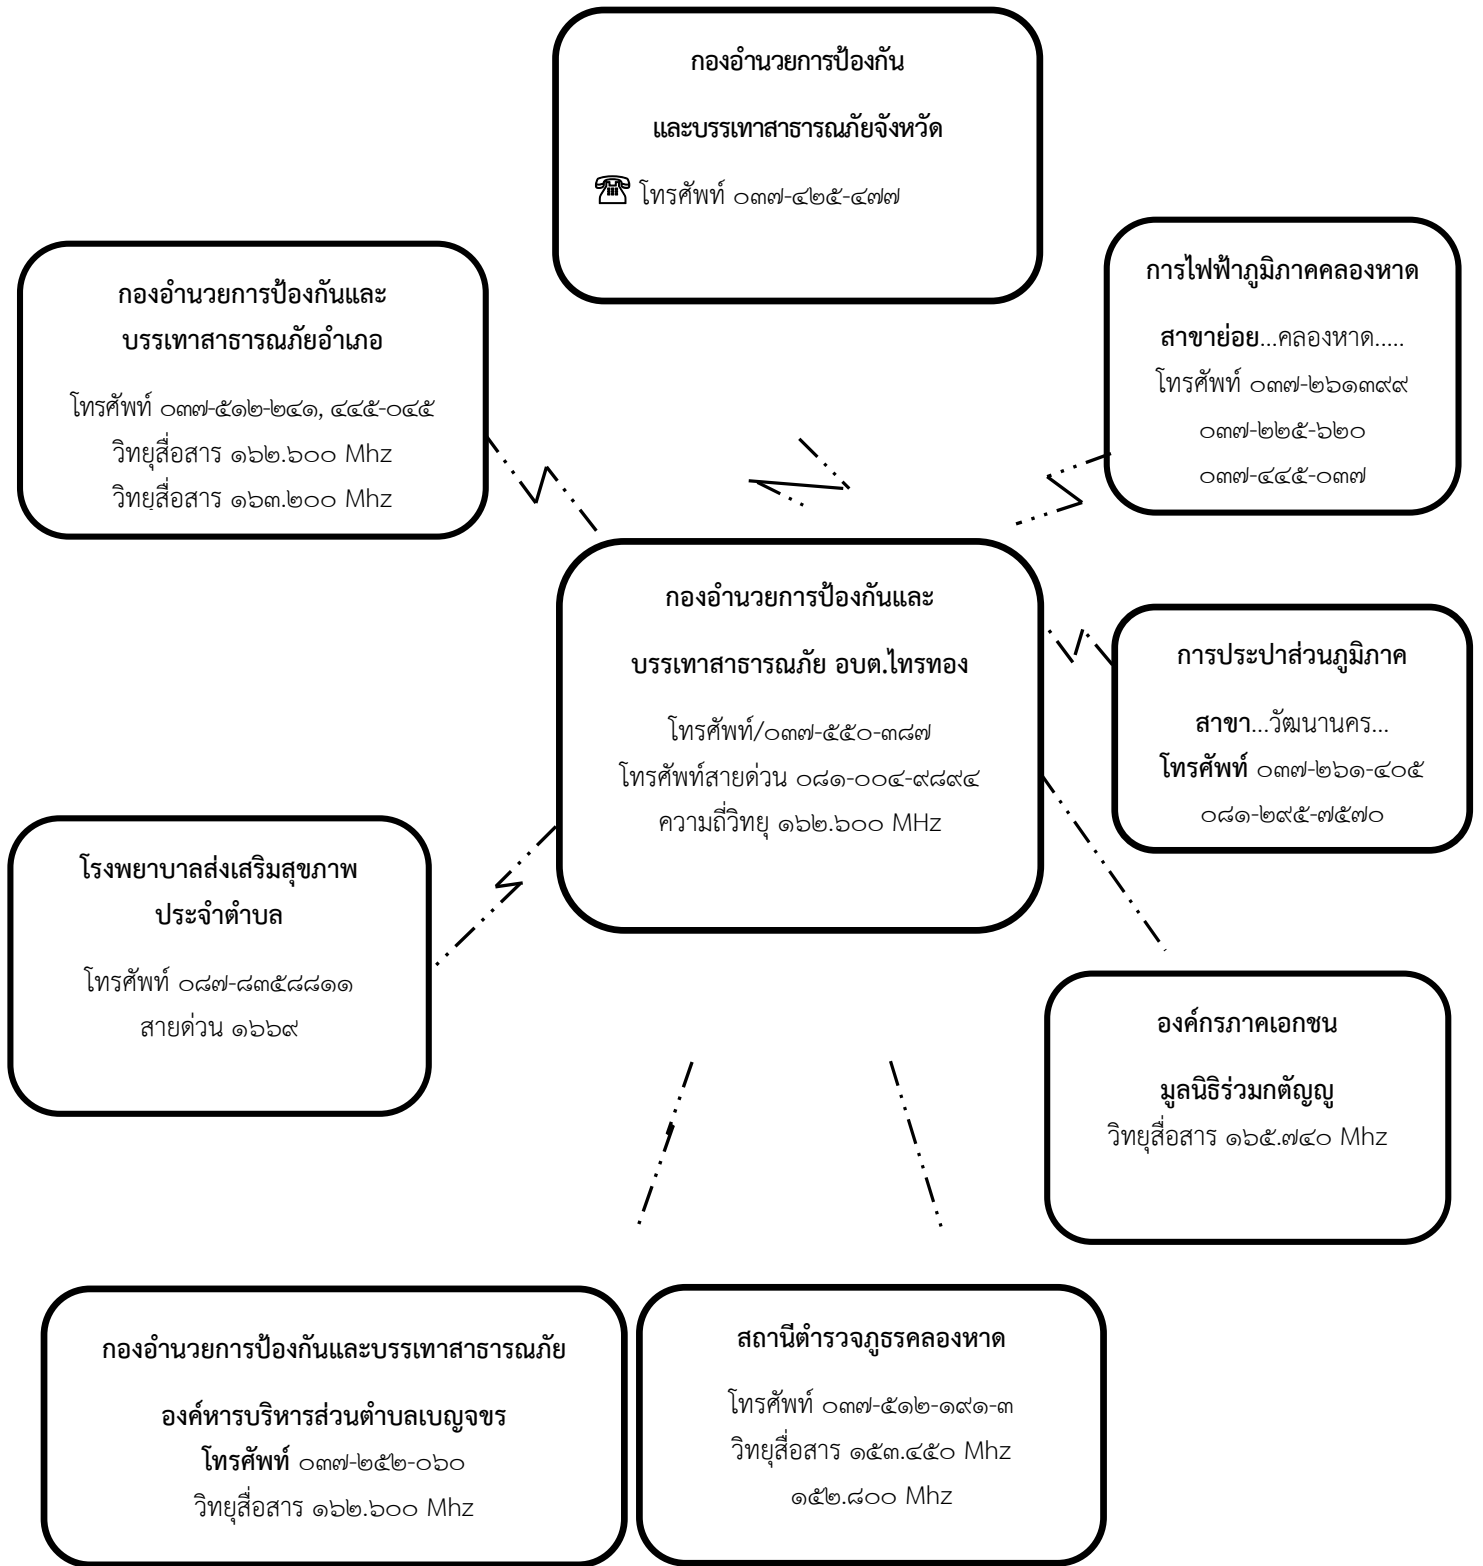 กองอำนวยการป้องกัน
และบรรเทาสาธารณภัยจังหวัด
โทรศัพท์ ๐๓๗-๔๒๕-๔๗๗
กองอำนวยการป้องกันและ
บรรเทาสาธารณภัยอำเภอ
โทรศัพท์ ๐๓๗-๕๑๒-๒๔๑, ๔๔๕-๐๔๕
วิทยุสื่อสาร ๑๖๒.๖๐๐ Mhz
วิทยุสื่อสาร ๑๖๓.๒๐๐ Mhz
การไฟฟ้าภูมิภาคคลองหาด
สาขาย่อย...คลองหาด.....
โทรศัพท์ ๐๓๗-๒๖๑๓๙๙
๐๓๗-๒๒๕-๖๒๐
๐๓๗-๔๔๕-๐๓๗
กองอำนวยการป้องกันและ
บรรเทาสาธารณภัย อบต.ไทรทอง
โทรศัพท์/๐๓๗-๕๕๐-๓๘๗
โทรศัพท์สายด่วน ๐๘๑-๐๐๔-๙๘๙๔
ความถี่วิทยุ ๑๖๒.๖๐๐ MHz
การประปาส่วนภูมิภาค
สาขา...วัฒนานคร...
โทรศัพท์ ๐๓๗-๒๖๑-๔๐๕
๐๘๑-๒๙๕-๗๕๗๐
โรงพยาบาลส่งเสริมสุขภาพ
ประจำตำบล
โทรศัพท์ ๐๘๗-๘๓๕๘๘๑๑
สายด่วน ๑๖๖๙
องค์กรภาคเอกชน
มูลนิธิร่วมกตัญญู
วิทยุสื่อสาร ๑๖๕.๗๔๐ Mhz
กองอำนวยการป้องกันและบรรเทาสาธารณภัย
องค์หารบริหารส่วนตำบลเบญจขร
โทรศัพท์ ๐๓๗-๒๕๒-๐๖๐
วิทยุสื่อสาร ๑๖๒.๖๐๐ Mhz
สถานีตำรวจภูธรคลองหาด
โทรศัพท์ ๐๓๗-๕๑๒-๑๙๑-๓
วิทยุสื่อสาร ๑๕๓.๔๕๐ Mhz
๑๕๒.๘๐๐ Mhz